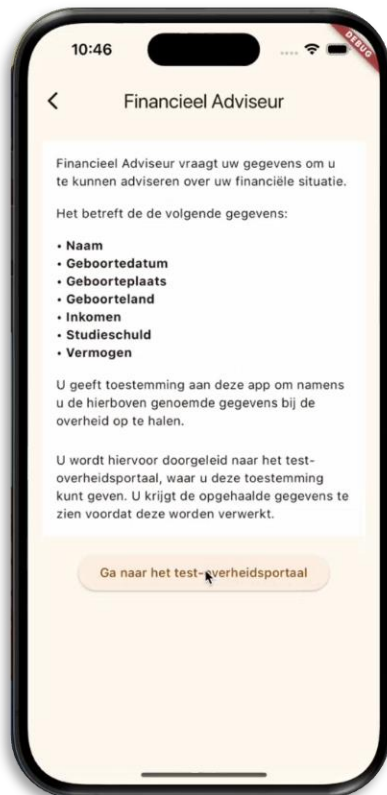 10:46
DEBUG
Financieel Adviseur
Financieel Adviseur vraagt uw gegevens om u
te kunnen adviseren over uw financiële situatie.
Het betreft de de volgende gegevens:
• Naam
• Geboortedatum
• Geboorteplaats
• Geboorteland
• Inkomen
• Studieschuld
• Vermogen
U geeft toestemming aan deze app om namens
u de hierboven genoemde gegevens bij de
overheid op te halen.
U wordt hiervoor doorgeleid naar het test-
overheidsportaal, waar u deze toestemming
kunt geven. U krijgt de opgehaalde gegevens te
zien voordat deze worden verwerkt.
Ga naar het test-overheidsportaal